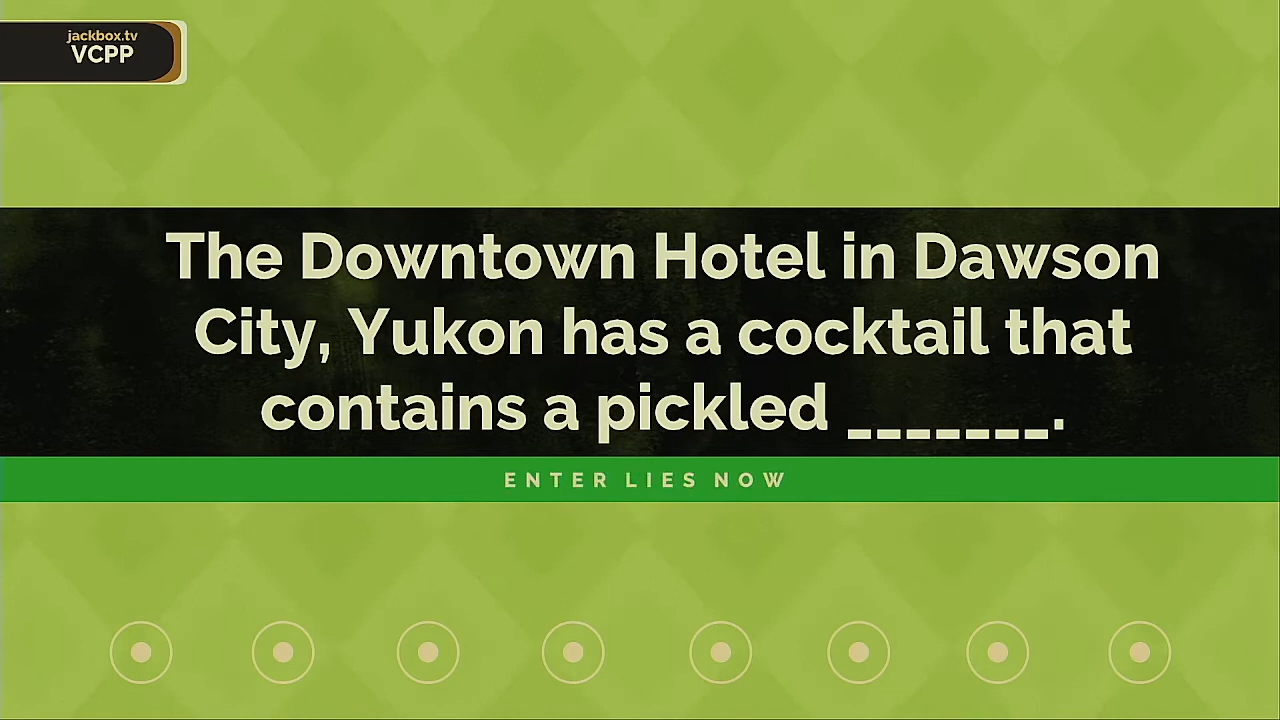 jackbox.tv
VCPP
The Downtown Hotel in Dawson
City, Yukon has a cocktail that
contains a pickled _______.
ENTER LIES NOW